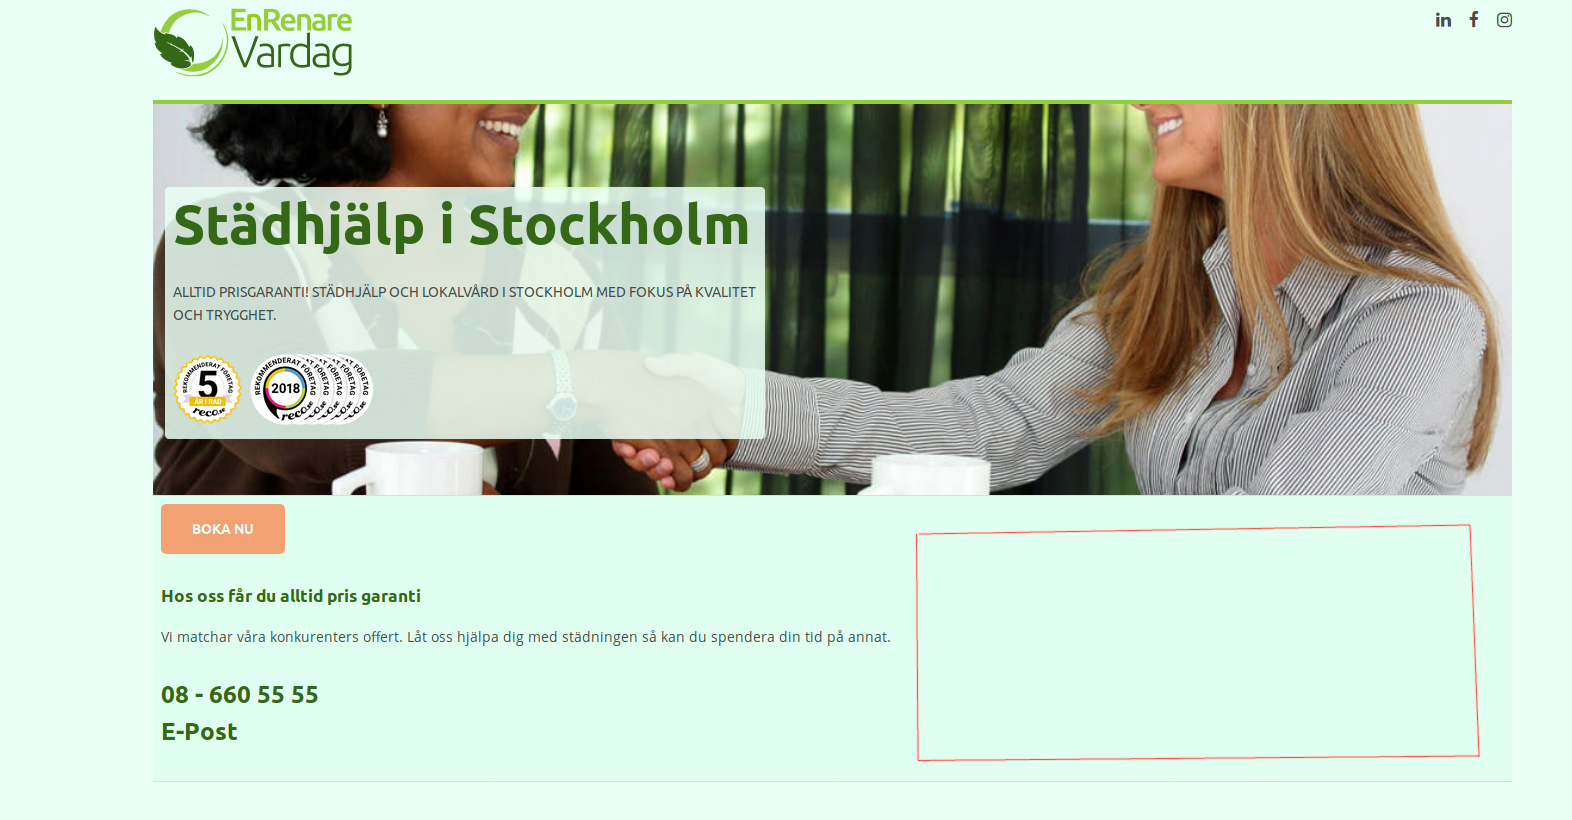 EnRenare
Vardag
Städhjälp i Stockholm
ALLTID PRISGARANTI! STÄDHJÄLP OCH LOKALVÅRD I STOCKHOLM MED FOKUS PÅ KVALITET
OCH TRYGGHET.
REKOMMENDERAT FÖRETAG
5
ÅR I RAD
reco.se
REKOMMENDERAT FÖRETAG
2018
reco.se
BOKA NU
Hos oss får du alltid pris garanti
Vi matchar våra konkurenters offert. Låt oss hjälpa dig med städningen så kan du spendera din tid på annat.
08 - 660 55 55
E-Post